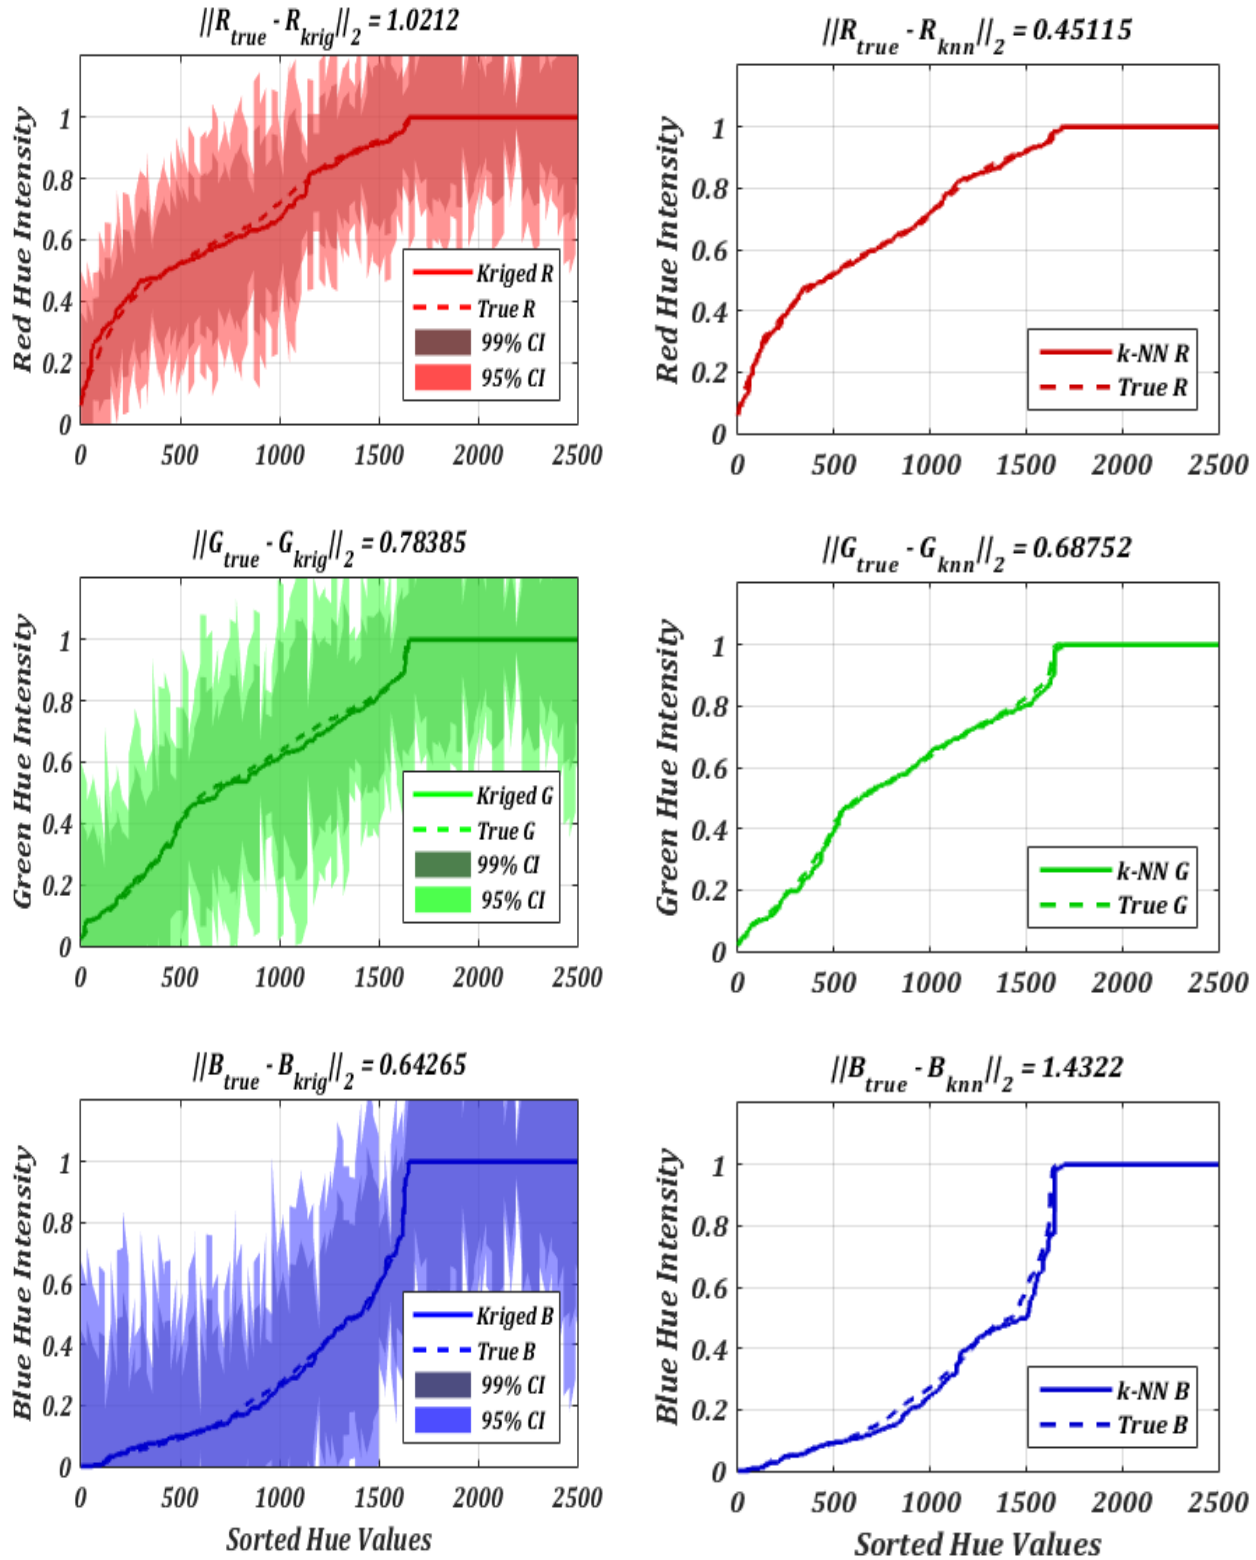 ||R_true - R_krig||_2 = 1.0212
Red Hue Intensity
1
0.8
0.6
0.4
0.2
0
Kriged R
True R
99% CI
95% CI
0 500 1000 1500 2000 2500
||R_true - R_knn||_2 = 0.45115
Red Hue Intensity
1
0.8
0.6
0.4
0.2
0
k-NN R
True R
0 500 1000 1500 2000 2500
||G_true - G_krig||_2 = 0.78385
Green Hue Intensity
1
0.8
0.6
0.4
0.2
0
Kriged G
True G
99% CI
95% CI
0 500 1000 1500 2000 2500
||G_true - G_knn||_2 = 0.68752
Green Hue Intensity
1
0.8
0.6
0.4
0.2
0
k-NN G
True G
0 500 1000 1500 2000 2500
||B_true - B_krig||_2 = 0.64265
Blue Hue Intensity
1
0.8
0.6
0.4
0.2
0
Kriged B
True B
99% CI
95% CI
0 500 1000 1500 2000 2500
Sorted Hue Values
||B_true - B_knn||_2 = 1.4322
Blue Hue Intensity
1
0.8
0.6
0.4
0.2
0
k-NN B
True B
0 500 1000 1500 2000 2500
Sorted Hue Values